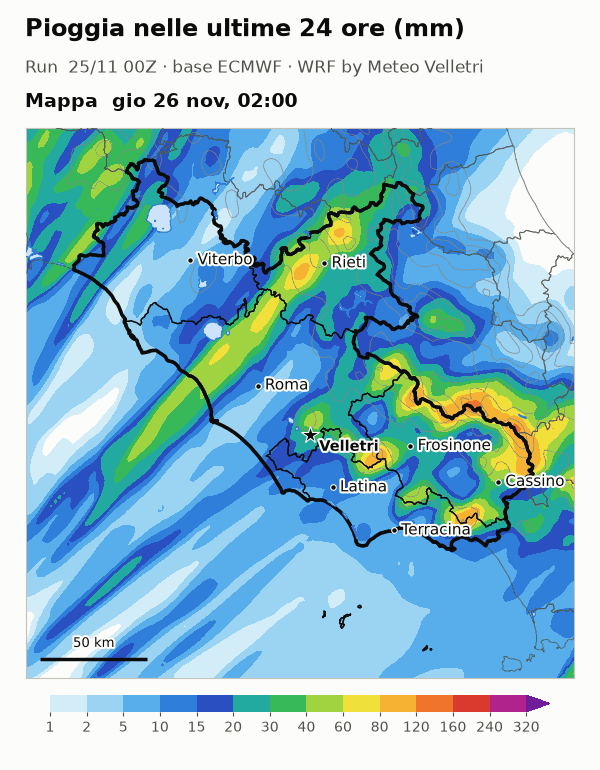 Pioggia nelle ultime 24 ore (mm)
Run  25/11 00Z · base ECMWF · WRF by Meteo Velletri
Mappa  gio 26 nov, 02:00
Viterbo
Rieti
Roma
Velletri
Frosinone
Cassino
Latina
Terracina
50 km
1 2 5 10 15 20 30 40 60 80 120 160 240 320